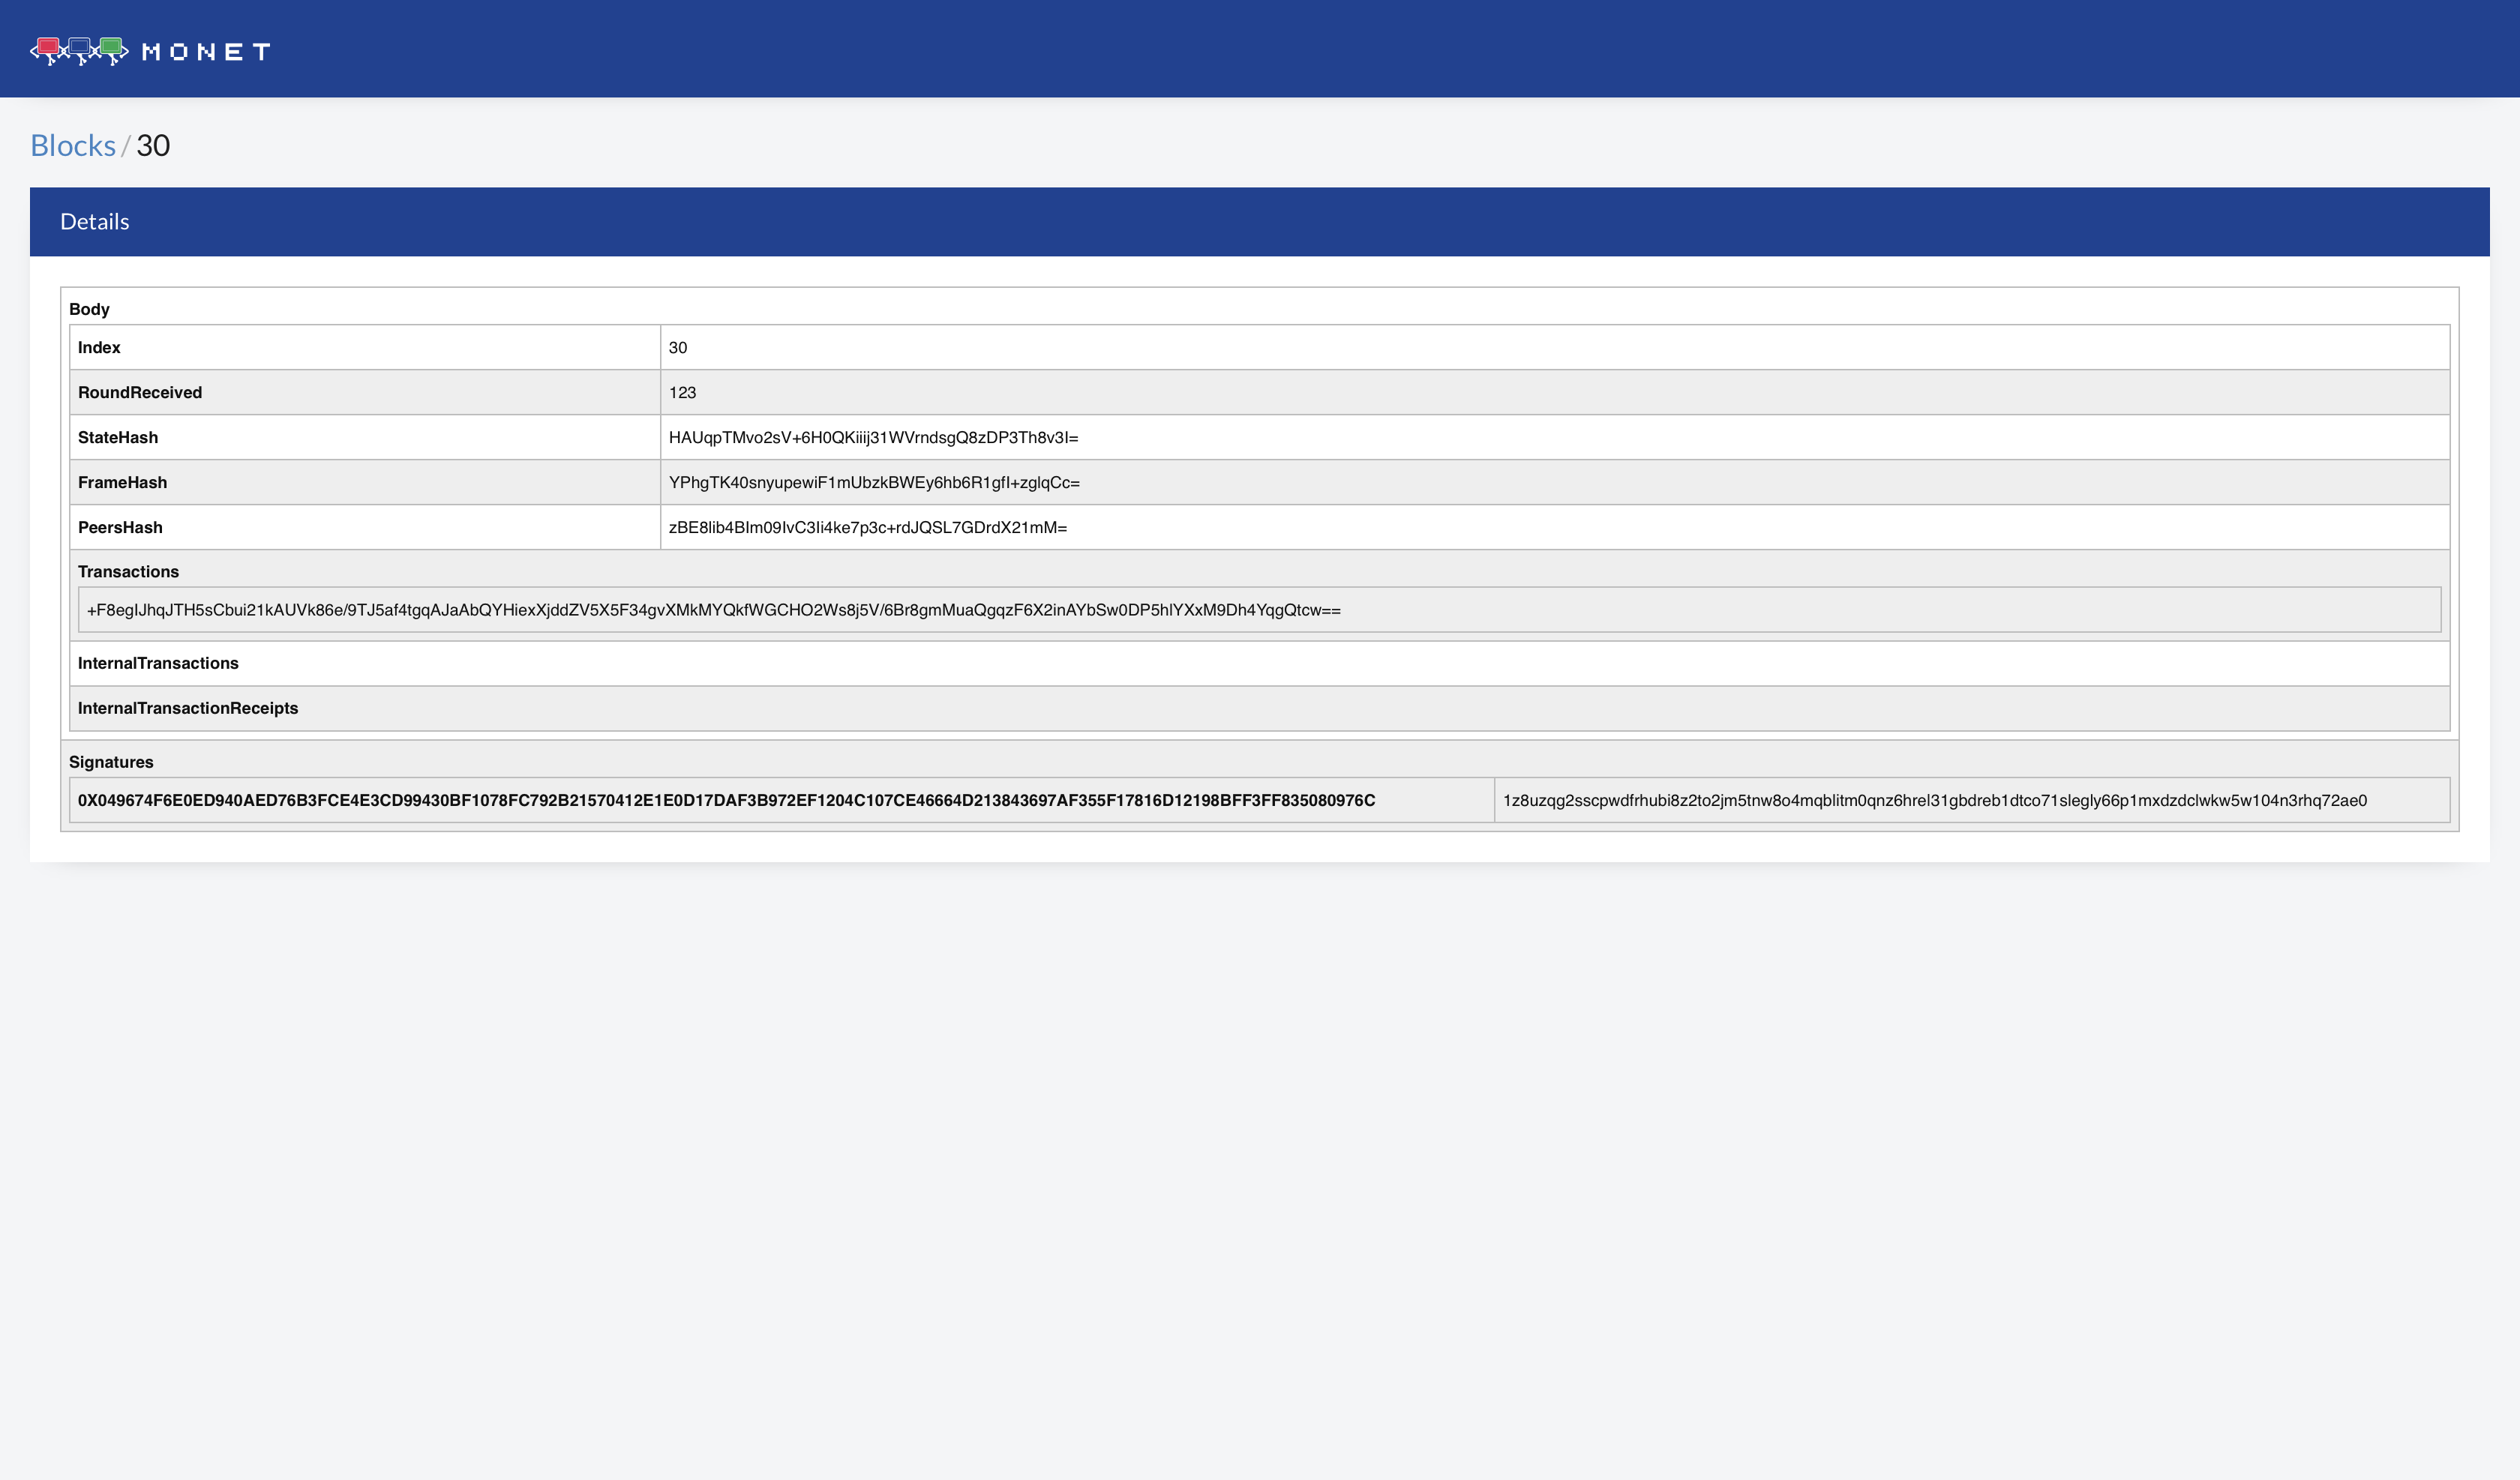 MONET
Blocks / 30
Details
Body
Index 30
RoundReceived 123
StateHash HAUqpTMvo2sV+6H0QKiiij31WVrndsgQ8zDP3Th8v3I=
FrameHash YPhgTK40snyupewiF1mUbzkBWEy6hb6R1gfI+zglqCc=
PeersHash zBE8lib4BIm09IvC3Ii4ke7p3c+rdJQSL7GDrdX21mM=
Transactions
+F8egIJhqJTH5sCbui21kAUVk86e/9TJ5af4tgqAJaAbQYHiexXjddZV5X5F34gvXMkMYQkfWGCHO2Ws8j5V/6Br8gmMuaQgqzF6X2inAYbSw0DP5hlYXxM9Dh4YqgQtcw==
InternalTransactions
InternalTransactionReceipts
Signatures
0X049674F6E0ED940AED76B3FCE4E3CD99430BF1078FC792B21570412E1E0D17DAF3B972EF1204C107CE46664D213843697AF355F17816D12198BFF3FF835080976C 1z8uzqg2sscpwdfrhubi8z2to2jm5tnw8o4mqblitm0qnz6hrel31gbdreb1dtco71slegly66p1mxdzdclwkw5w104n3rhq72ae0